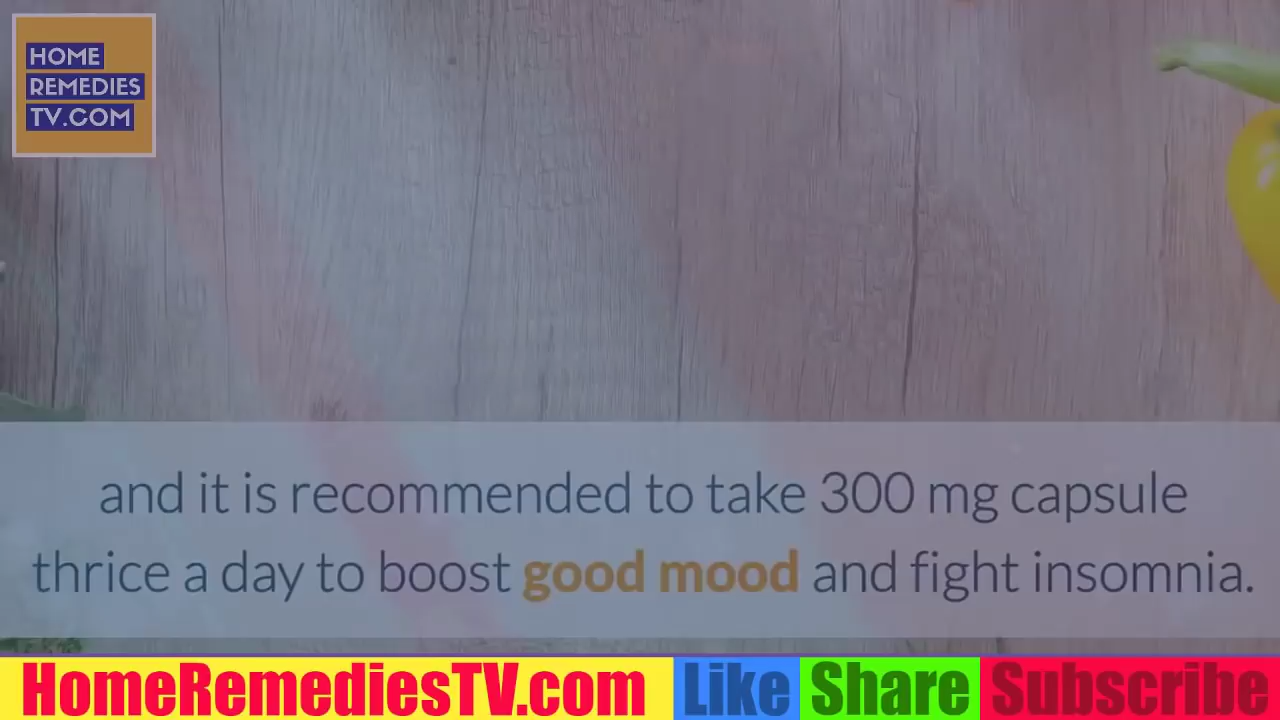 HOME
REMEDIES
TV.COM
and it is recommended to take 300 mg capsule
thrice a day to boost good mood and fight insomnia.
HomeRemediesTV.com Like Share Subscribe